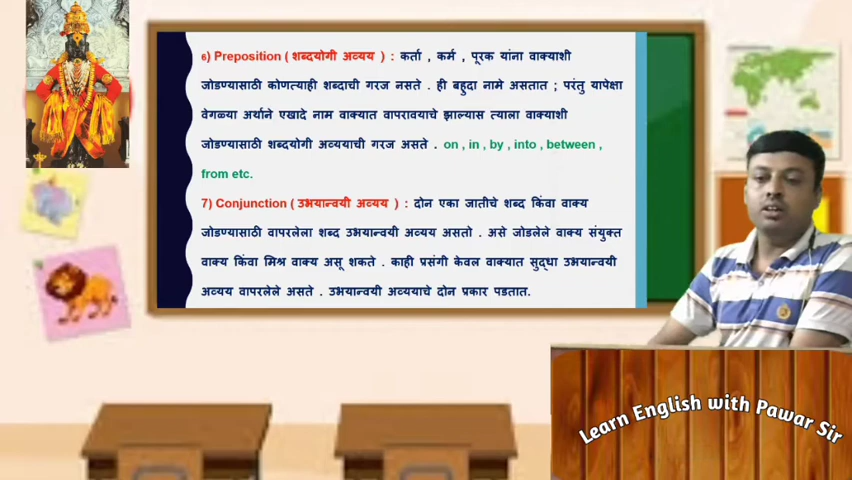 6) Preposition ( शब्दयोगी अव्यय ) : कर्ता , कर्म , पूरक यांना वाक्याशी
जोडण्यासाठी कोणत्याही शब्दाची गरज नसते . ही बहुदा नामे असतात ; परंतु यापेक्षा
वेगळ्या अर्थाने एखादे नाम वाक्यात वापरावयाचे झाल्यास त्याला वाक्याशी
जोडण्यासाठी शब्दयोगी अव्ययाची गरज असते . on , in , by , into , between ,
from etc.
7) Conjunction ( उभयान्वयी अव्यय ) : दोन एका जातीचे शब्द किंवा वाक्य
जोडण्यासाठी वापरलेला शब्द उभयान्वयी अव्यय असतो . असे जोडलेले वाक्य संयुक्त
वाक्य किंवा मिश्र वाक्य असू शकते . काही प्रसंगी केवल वाक्यात सुद्धा उभयान्वयी
अव्यय वापरलेले असते . उभयान्वयी अव्ययाचे दोन प्रकार पडतात.
Learn English with Pawar Sir